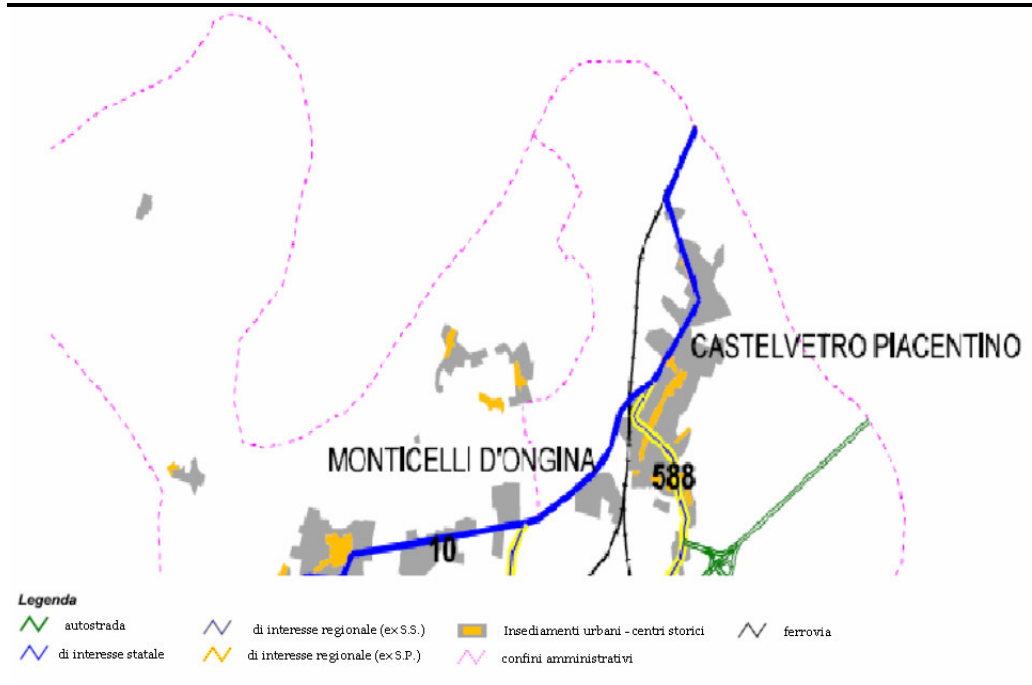 CASTELVETRO PIACENTINO
MONTICELLI D'ONGINA
588
10
Legenda
autostrada
di interesse regionale (ex S.S.)
Insediamenti urbani - centri storici
ferrovia
di interesse statale
di interesse regionale (ex S.P.)
confini amministrativi